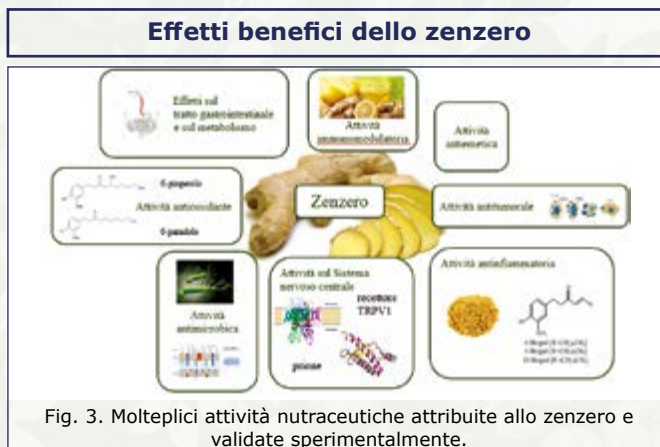 Effetti benefici dello zenzero
Effetti sul
tratto gastrointestinale
e sul metabolismo
Attività
immunomodulatoria
Attività
antiemetica
6-gingerolo
Attività antiossidante
6-paradolo
Zenzero
Attività antitumorale
Attività
antimicrobica
Attività sul Sistema
nervoso centrale
recettore
TRPV1
prione
Attività antinfiammatoria
Fig. 3. Molteplici attività nutraceutiche attribuite allo zenzero e
validate sperimentalmente.